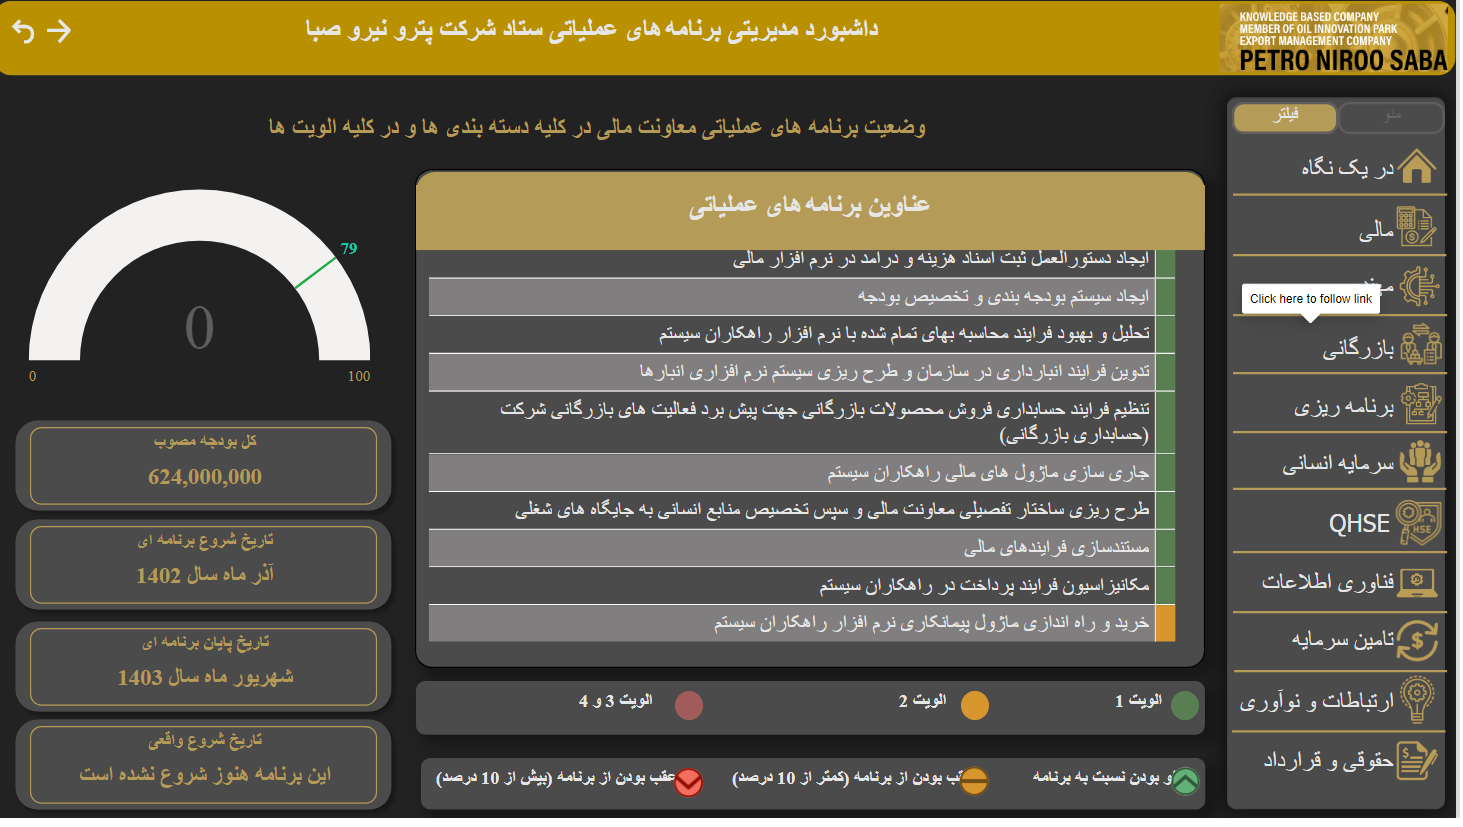 داشبورد مدیریتی برنامه های عملیاتی ستاد شرکت پترو نیرو صبا
KNOWLEDGE BASED COMPANY
MEMBER OF OIL INNOVATION PARK
EXPORT MANAGEMENT COMPANY
PETRO NIROO SABA
منو
فیلتر
در یک نگاه
مالی
Click here to follow link
بازرگانی
برنامه ریزی
سرمایه انسانی
QHSE
فناوری اطلاعات
تامین سرمایه
ارتباطات و نوآوری
حقوقی و قرارداد
وضعیت برنامه های عملیاتی معاونت مالی در کلیه دسته بندی ها و در کلیه الویت ها
عناوین برنامه های عملیاتی
ایجاد دستورالعمل ثبت اسناد هزینه و درامد در نرم افزار مالی
ایجاد سیستم بودجه بندی و تخصیص بودجه
تحلیل و بهبود فرایند محاسبه بهای تمام شده با نرم افزار راهکاران سیستم
تدوین فرایند انبارداری در سازمان و طرح ریزی سیستم نرم افزاری انبارها
تنظیم فرایند حسابداری فروش محصولات بازرگانی جهت پیش برد فعالیت های بازرگانی شرکت
(حسابداری بازرگانی)
جاری سازی ماژول های مالی راهکاران سیستم
طرح ریزی ساختار تفصیلی معاونت مالی و سپس تخصیص منابع انسانی به جایگاه های شغلی
مستندسازی فرایندهای مالی
مکانیزاسیون فرایند پرداخت در راهکاران سیستم
خرید و راه اندازی ماژول پیمانکاری نرم افزار راهکاران سیستم
الویت 1
الویت 2
الویت 3 و 4
بودن نسبت به برنامه
بودن از برنامه (کمتر از 10 درصد)
عقب بودن از برنامه (بیش از 10 درصد)
79
0
0
100
کل بودجه مصوب
624,000,000
تاریخ شروع برنامه ای
آذر ماه سال 1402
تاریخ پایان برنامه ای
شهریور ماه سال 1403
تاریخ شروع واقعی
این برنامه هنوز شروع نشده است
HSE